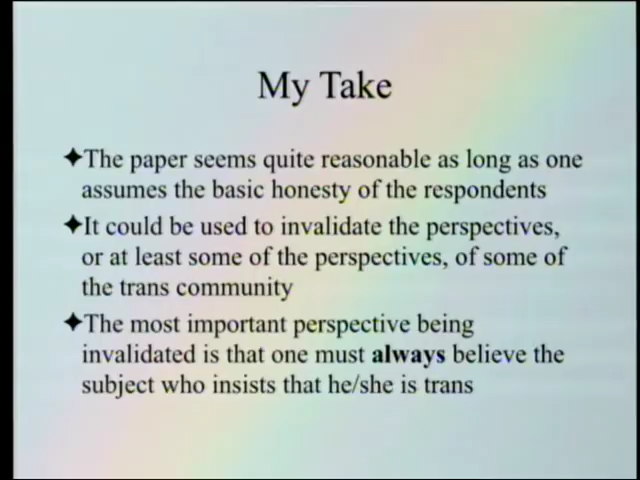 My Take
✦The paper seems quite reasonable as long as one
assumes the basic honesty of the respondents
✦It could be used to invalidate the perspectives,
or at least some of the perspectives, of some of
the trans community
✦The most important perspective being
invalidated is that one must always believe the
subject who insists that he/she is trans